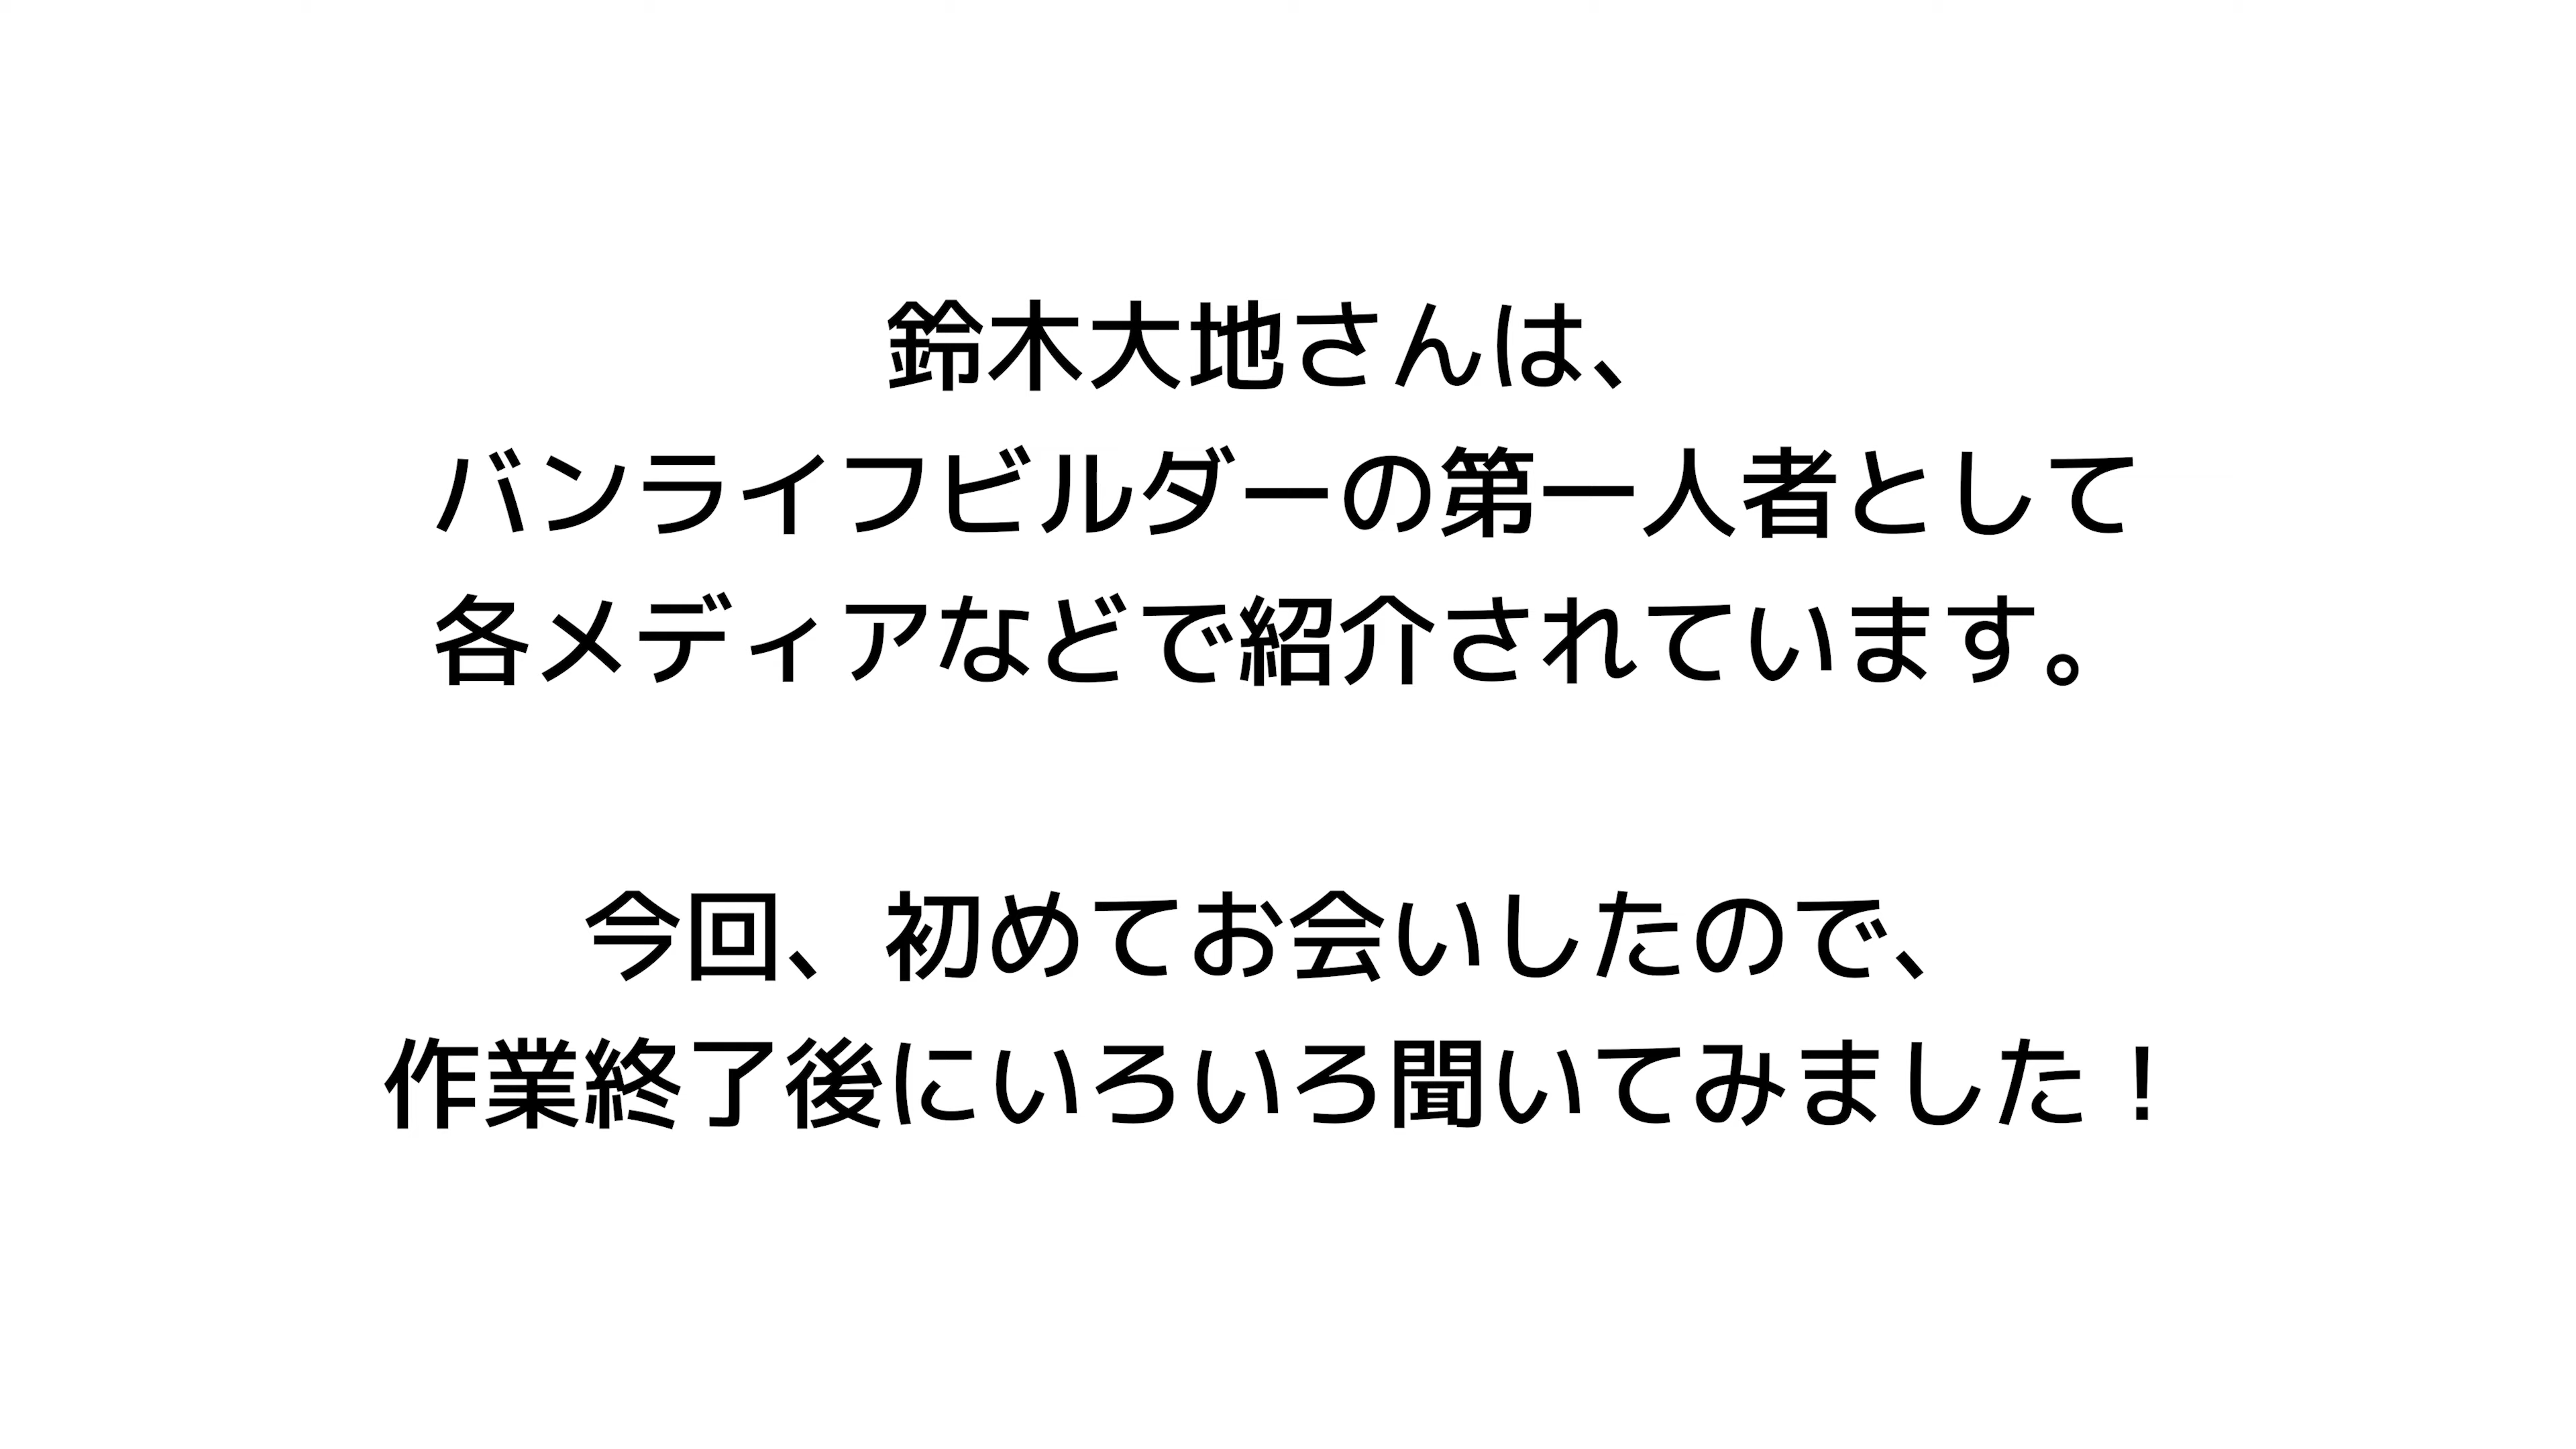 鈴木大地さんは、
バンライフビルダーの第一人者として
各メディアなどで紹介されています。
今回、初めてお会いしたので、
作業終了後にいろいろ聞いてみました！